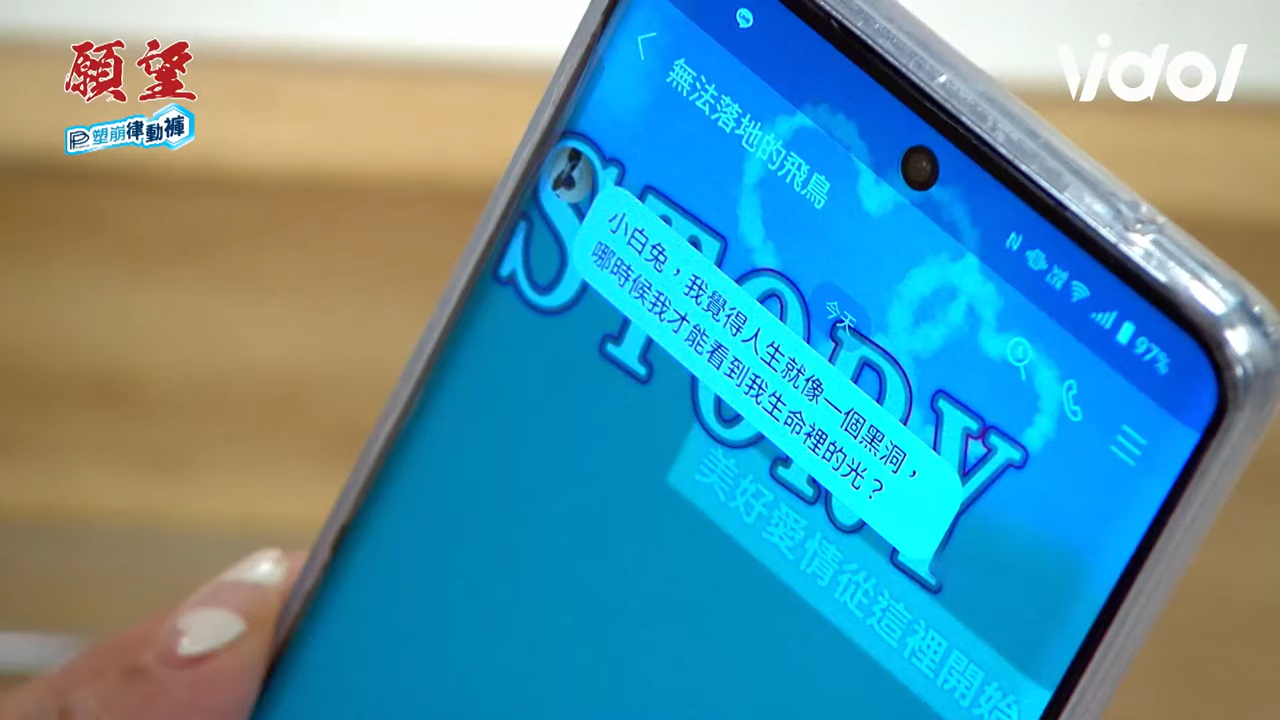 願望
塑崩律動褲
vidol
無法落地的飛鳥
97%
今天
小白兔，我覺得人生就像一個黑洞，
哪時候我才能看到我生命裡的光？
STORY
美好愛情從這裡開始